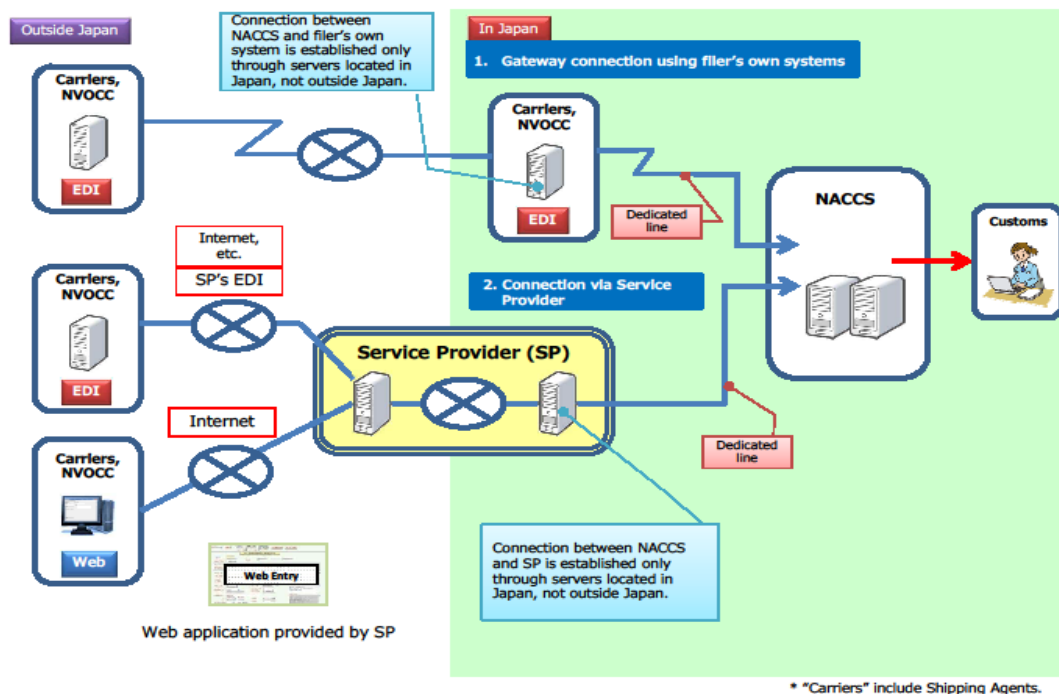 Outside Japan
Connection between
NACCS and filer's own
system is established only
through servers located in
Japan, not outside Japan.
In Japan
1. Gateway connection using filer's own systems
Carriers,
NVOCC
EDI
Carriers,
NVOCC
EDI
Dedicated
line
NACCS
Customs
Internet,
etc.
SP's EDI
Carriers,
NVOCC
EDI
2. Connection via Service
Provider
Service Provider (SP)
Internet
Dedicated
line
Carriers,
NVOCC
Web
Web Entry
Connection between NACCS
and SP is established only
through servers located in
Japan, not outside Japan.
Web application provided by SP
* "Carriers" include Shipping Agents.